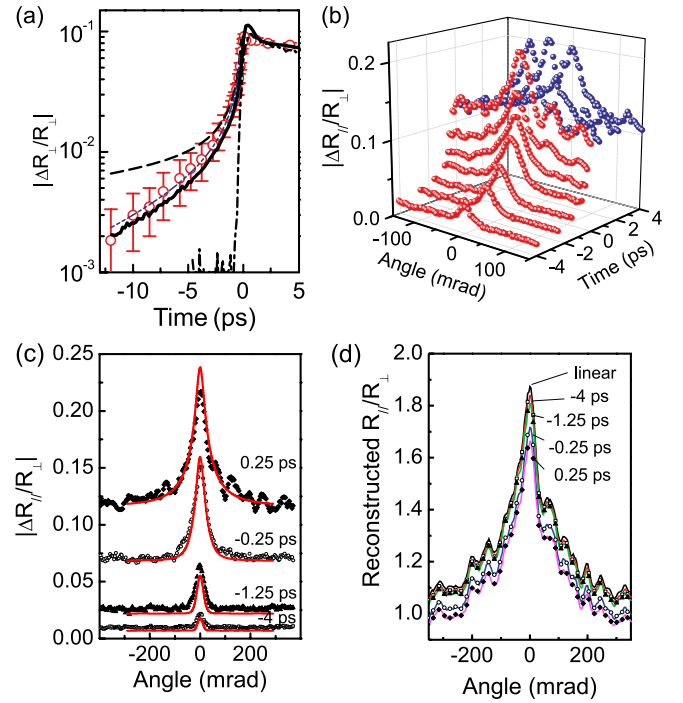 (a)
10⁻¹
10⁻²
10⁻³
|ΔR⊥/R⊥|
-10 -5 0 5
Time (ps)
(b)
0.2
0.1
0.0
|ΔR∥/R⊥|
-100 0 100
Angle (mrad)
-4 -2 0 2 4
Time (ps)
(c)
0.25
0.20
0.15
0.10
0.05
0.00
|ΔR∥/R⊥|
0.25 ps
-0.25 ps
-1.25 ps
-4 ps
-200 0 200
Angle (mrad)
(d)
2.0
1.8
1.6
1.4
1.2
1.0
Reconstructed R∥/R⊥
linear
-4 ps
-1.25 ps
-0.25 ps
0.25 ps
-200 0 200
Angle (mrad)